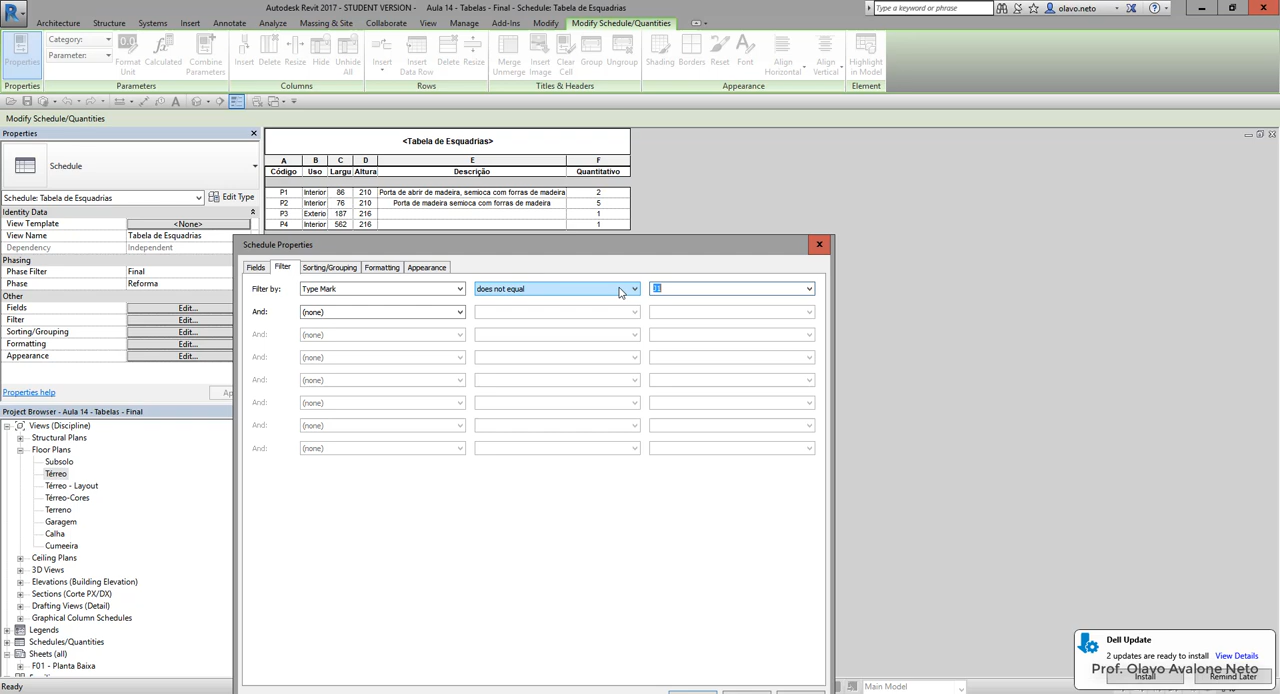 Autodesk Revit 2017 - STUDENT VERSION - Aula 14 - Tabelas - Final - Schedule: Tabela de Esquadrias
Type a keyword or phrase
olavo.neto
Architecture Structure Systems Insert Annotate Analyze Massing & Site Collaborate View Manage Add-Ins Modify Modify Schedule/Quantities
Category:
Parameter:
Properties
Format Unit
Calculated
Combine Parameters
Insert Delete Resize Hide Unhide All
Insert
Insert Data Row
Delete Resize
Merge Unmerge
Insert Image
Clear Cell
Group Ungroup
Shading Borders Reset Font
Align Horizontal
Align Vertical
Highlight in Model
Properties Parameters Columns Rows Titles & Headers Appearance Element
Modify Schedule/Quantities
Properties
Schedule
Schedule: Tabela de Esquadrias
Edit Type
Identity Data
View Template <None>
View Name Tabela de Esquadrias
Dependency Independent
Phasing
Phase Filter Final
Phase Reforma
Other
Fields Edit...
Filter Edit...
Sorting/Grouping Edit...
Formatting Edit...
Appearance Edit...
Properties help
Ap
Project Browser - Aula 14 - Tabelas - Final
Views (Discipline)
Structural Plans
Floor Plans
Subsolo
Térreo
Térreo - Layout
Térreo-Cores
Terreno
Garagem
Calha
Cumeeira
Ceiling Plans
3D Views
Elevations (Building Elevation)
Sections (Corte PX/DX)
Drafting Views (Detail)
Graphical Column Schedules
Legends
Schedules/Quantities
Sheets (all)
F01 - Planta Baixa
Ready
<Tabela de Esquadrias>
A B C D E F
Código Uso Largu Altura Descrição Quantitativo
P1 Interior 86 210 Porta de abrir de madeira, semioca com forras de madeira 2
P2 Interior 76 210 Porta de madeira semioca com forras de madeira 5
P3 Exterio 187 216 1
P4 Interior 562 216 1
Schedule Properties
Fields Filter Sorting/Grouping Formatting Appearance
Filter by: Type Mark does not equal
And: (none)
And: (none)
And: (none)
And: (none)
And: (none)
And: (none)
And: (none)
Main Model
Dell Update
2 updates are ready to install View Details
Prof. Olavo Avalone Neto
Install Remind Later